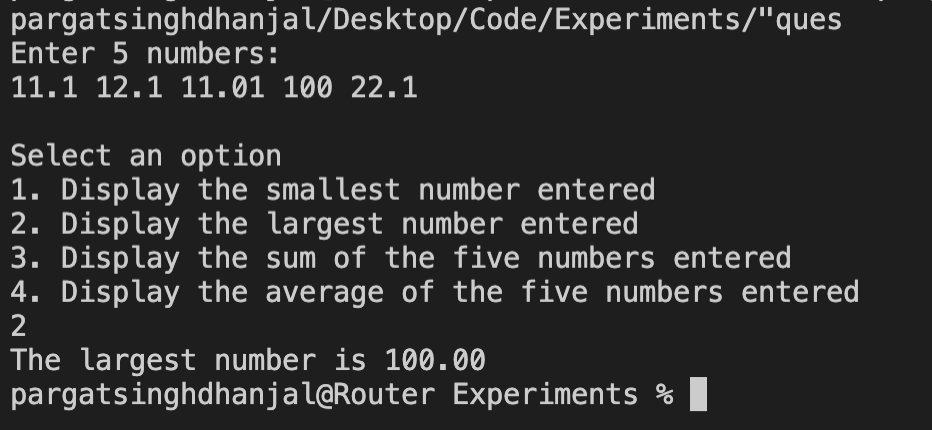 pargatsinghdhanjal/Desktop/Code/Experiments/"ques
Enter 5 numbers:
11.1 12.1 11.01 100 22.1

Select an option
1. Display the smallest number entered
2. Display the largest number entered
3. Display the sum of the five numbers entered
4. Display the average of the five numbers entered
2
The largest number is 100.00
pargatsinghdhanjal@Router Experiments %